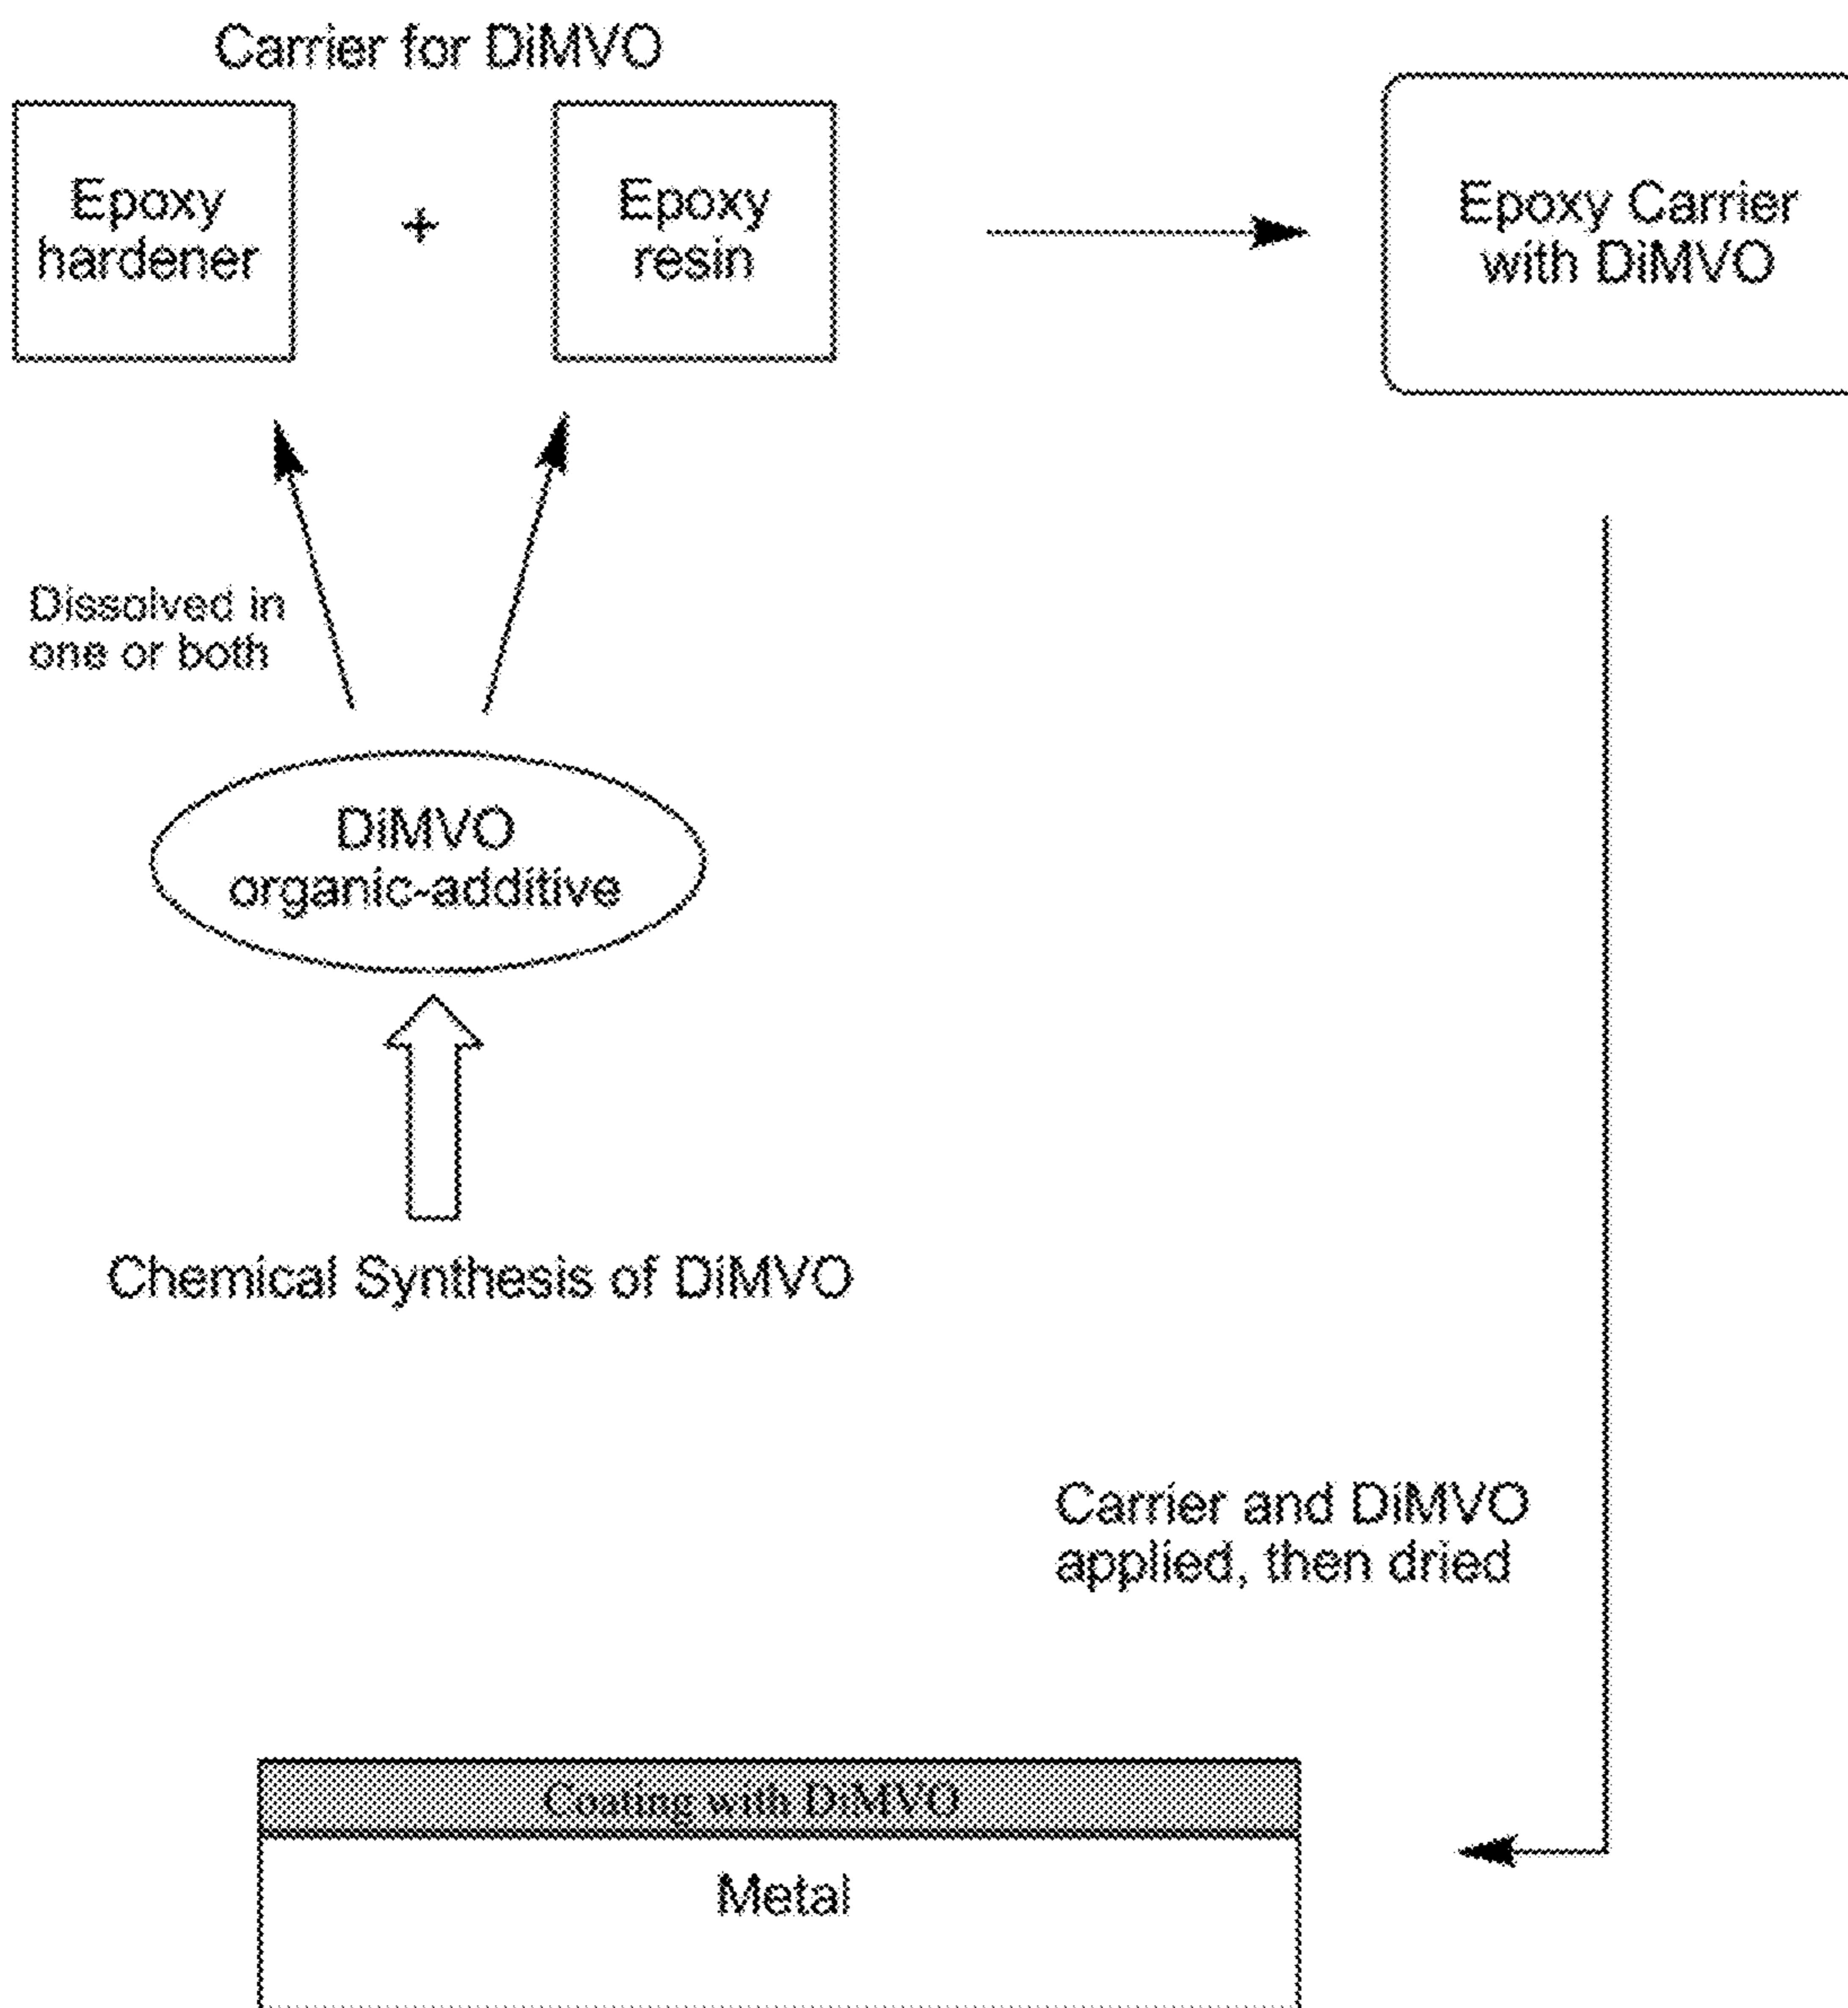 Carrier for DiMVO
Epoxy
hardener
+
Epoxy
resin
Epoxy Carrier
with DiMVO
Dissolved in
one or both
DiMVO
organic-additive
Chemical Synthesis of DiMVO
Carrier and DiMVO
applied, then dried
Coating with DiMVO
Metal